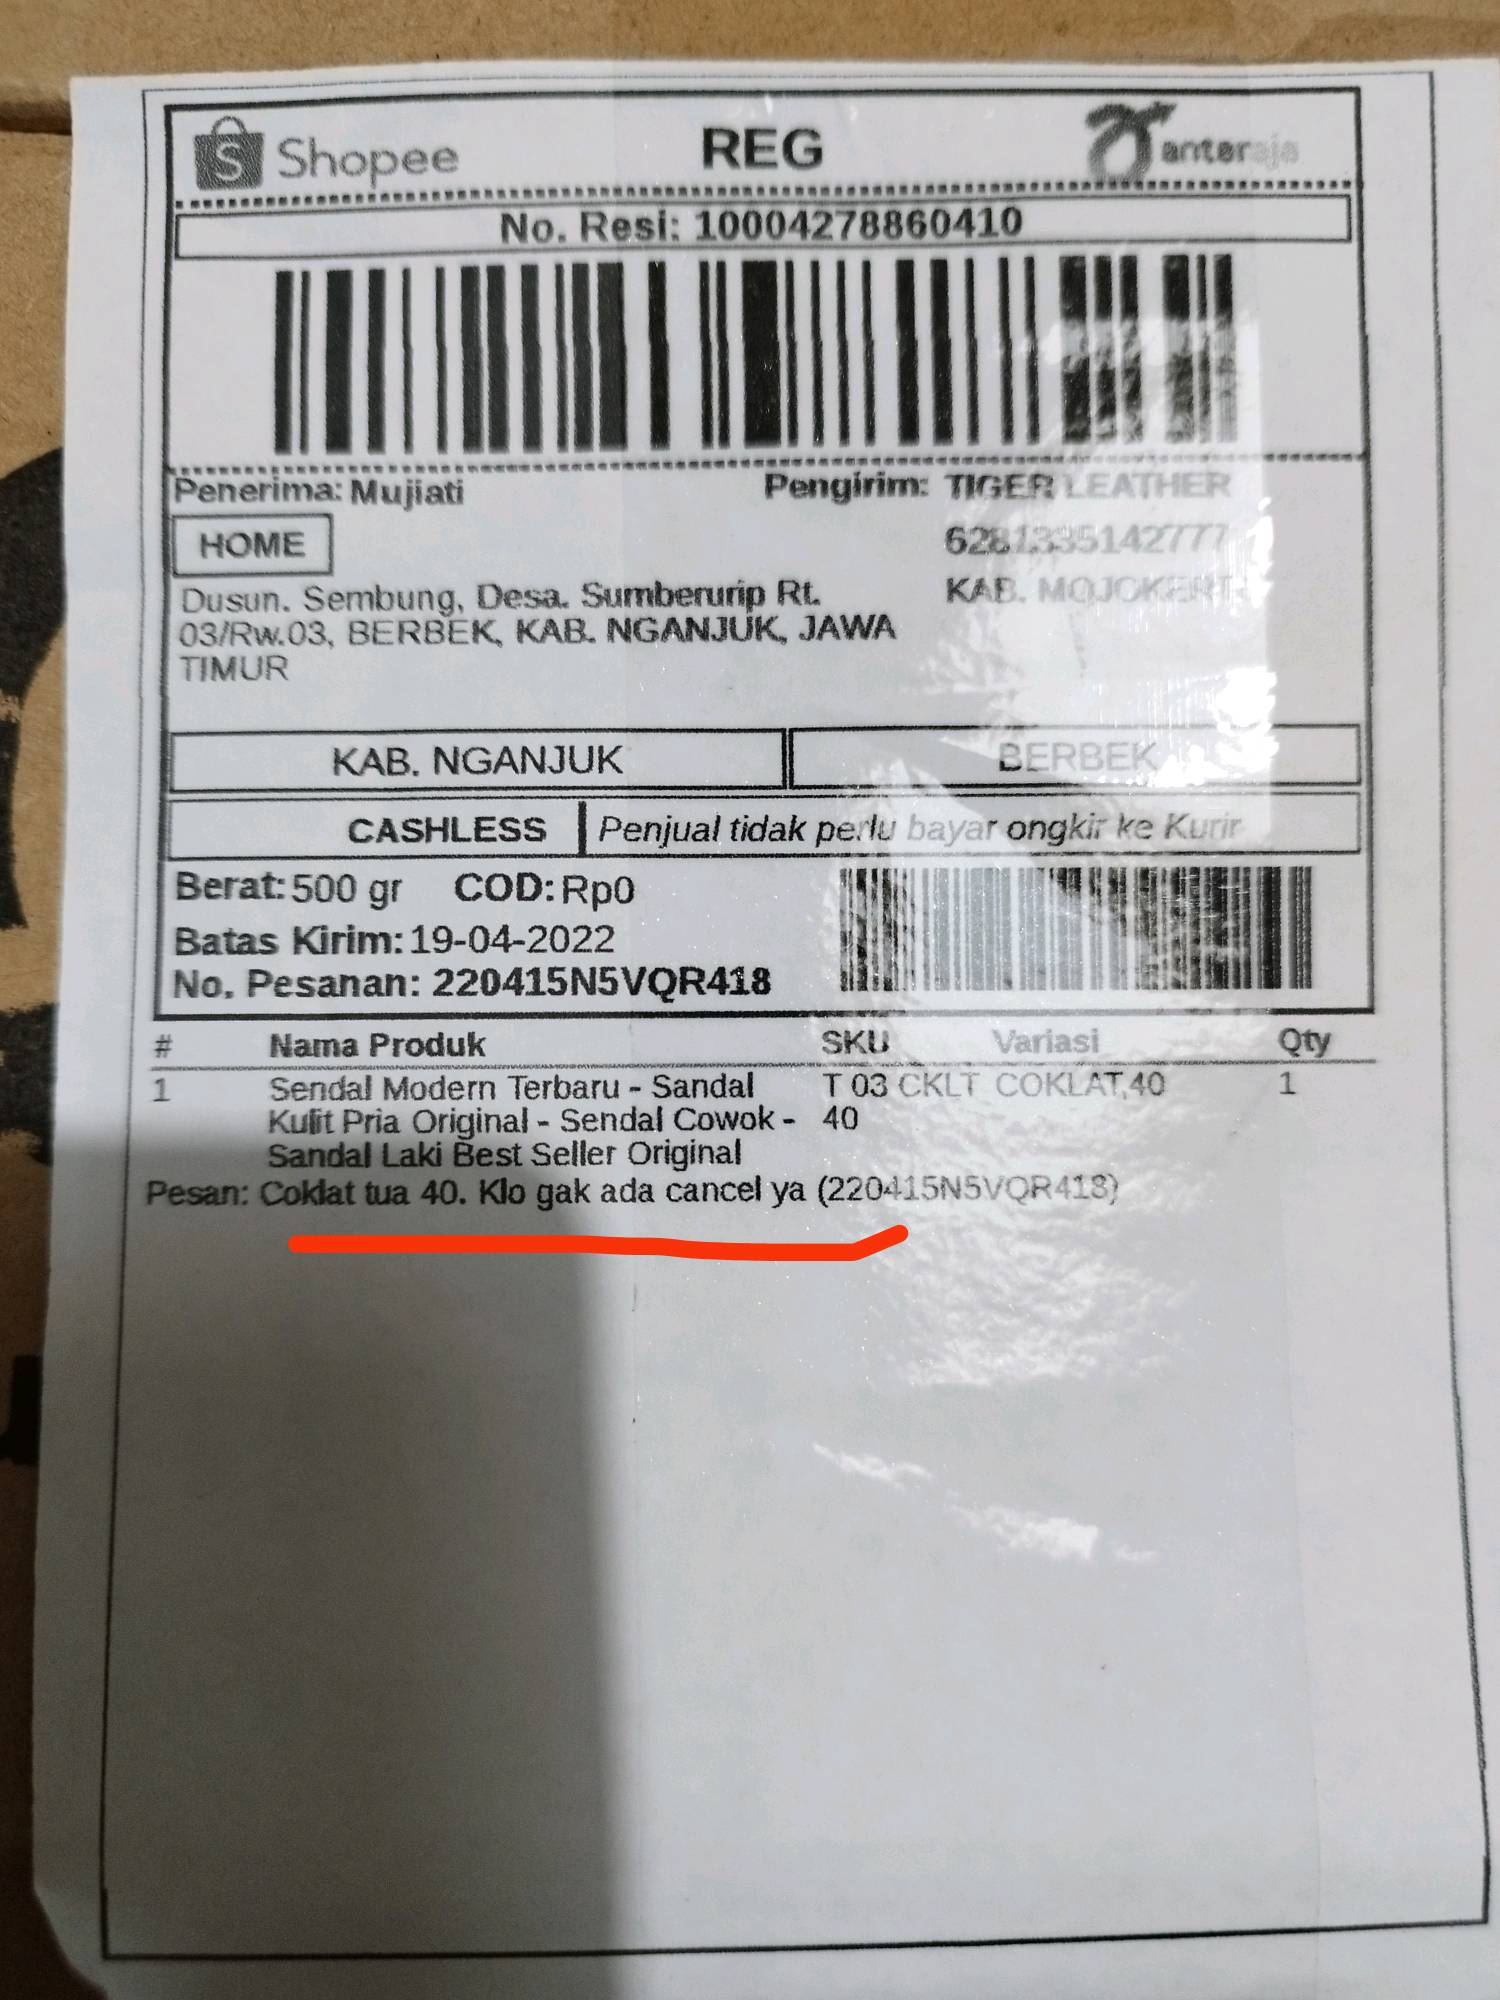 Shopee
REG
anteraja
No. Resi: 10004278860410
Penerima: Mujiati
Pengirim: TIGER LEATHER
HOME
6281335142777
Dusun. Sembung, Desa. Sumberurip Rt.
KAB. MOJOKERT
03/Rw.03, BERBEK, KAB. NGANJUK, JAWA
TIMUR
KAB. NGANJUK
BERBEK
CASHLESS
Penjual tidak perlu bayar ongkir ke Kurir
Berat: 500 gr COD: Rp0
Batas Kirim: 19-04-2022
No. Pesanan: 220415N5VQR418
# Nama Produk SKU Variasi Qty
1 Sendal Modern Terbaru - Sandal T 03 CKLT COKLAT,40 1
Kulit Pria Original - Sendal Cowok - 40
Sandal Laki Best Seller Original
Pesan: Coklat tua 40. Klo gak ada cancel ya (220415N5VQR418)